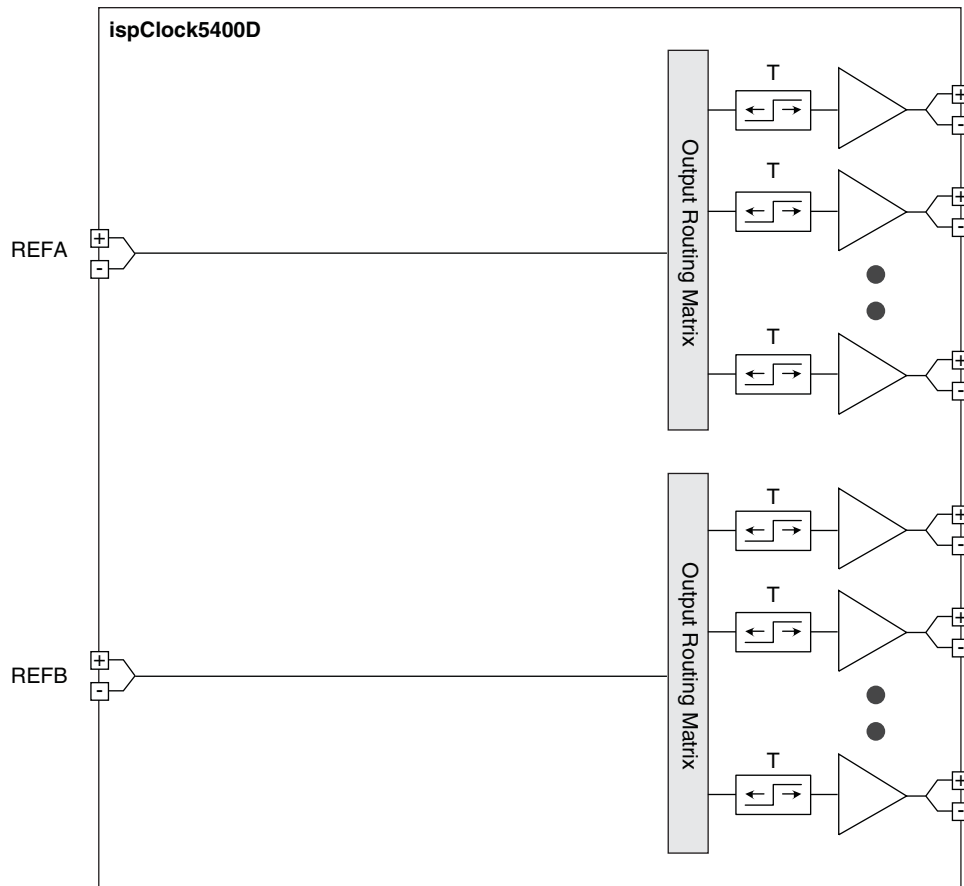 ispClock5400D
T
+
-
T
+
-
REFA
+
-
Output Routing Matrix
T
+
-
T
+
-
T
+
-
REFB
+
-
Output Routing Matrix
T
+
-